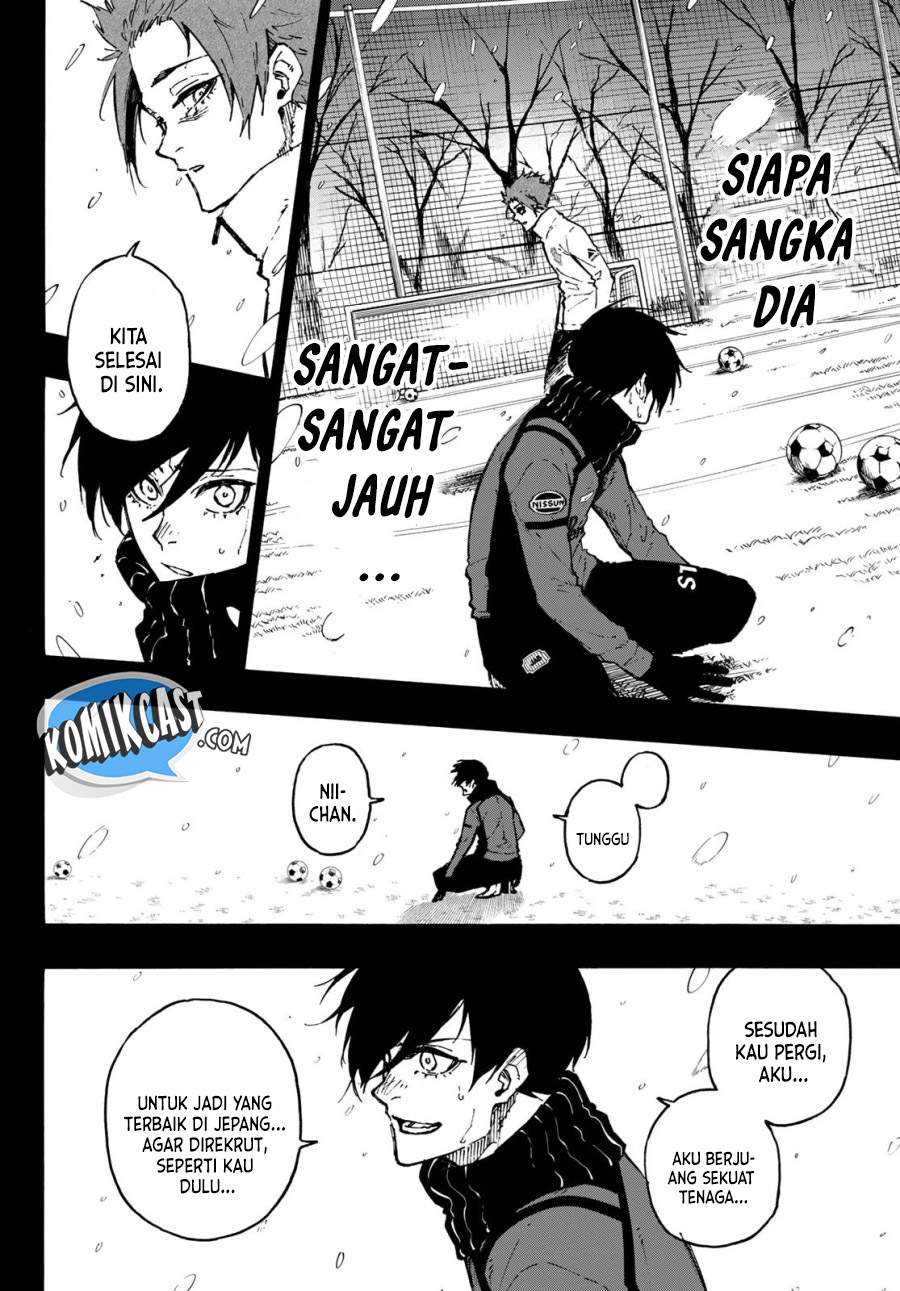 SIAPA
SANGKA
DIA
SANGAT-
SANGAT
JAUH
...
NISSUN
LS
KITA
SELESAI
DI SINI.
KOMIKCAST
.COM
TUNGGU
NII-
CHAN.
SESUDAH
KAU PERGI,
AKU...
AKU BERJU-
ANG SEKUAT
TENAGA...
UNTUK JADI YANG
TERBAIK DI JEPANG...
AGAR DIREKRUT,
SEPERTI KAU
DULU...